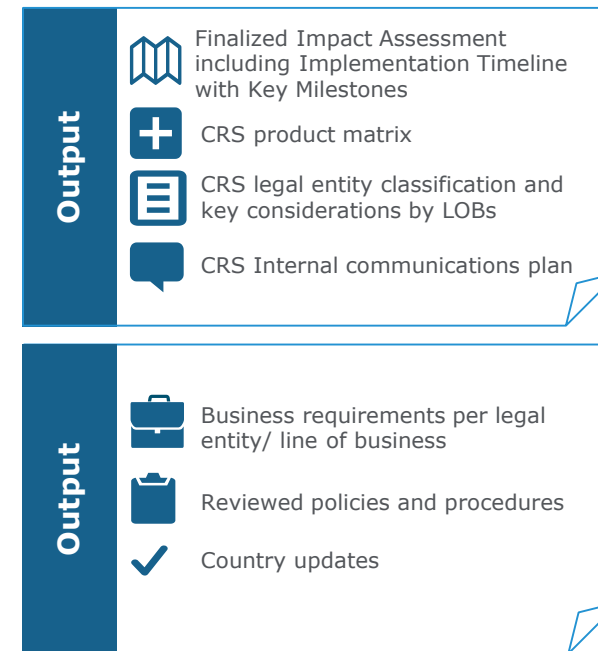 Output
Finalized Impact Assessment
including Implementation Timeline
with Key Milestones
CRS product matrix
CRS legal entity classification and
key considerations by LOBs
CRS Internal communications plan
Output
Business requirements per legal
entity/ line of business
Reviewed policies and procedures
Country updates